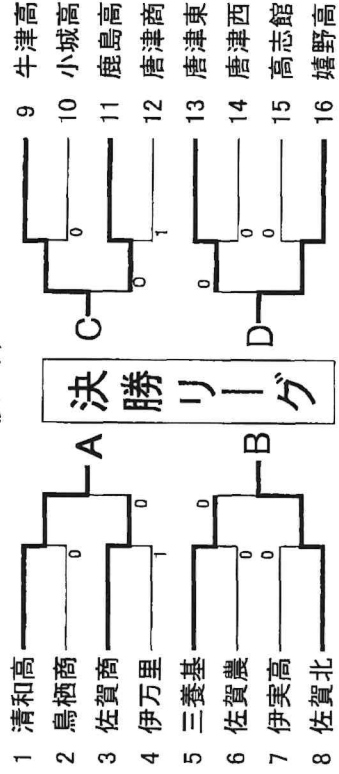 1 清和高
2 鳥栖商
3 佐賀商
4 伊万里
5 三養基
6 佐賀農
7 伊実高
8 佐賀北
0
1
0
0
0
0
A
B
決勝リーグ
C
D
0
1
0
0
0
0
9 牛津高
10 小城高
11 鹿島高
12 唐津商
13 唐津東
14 唐津西
15 高志館
16 嬉野高